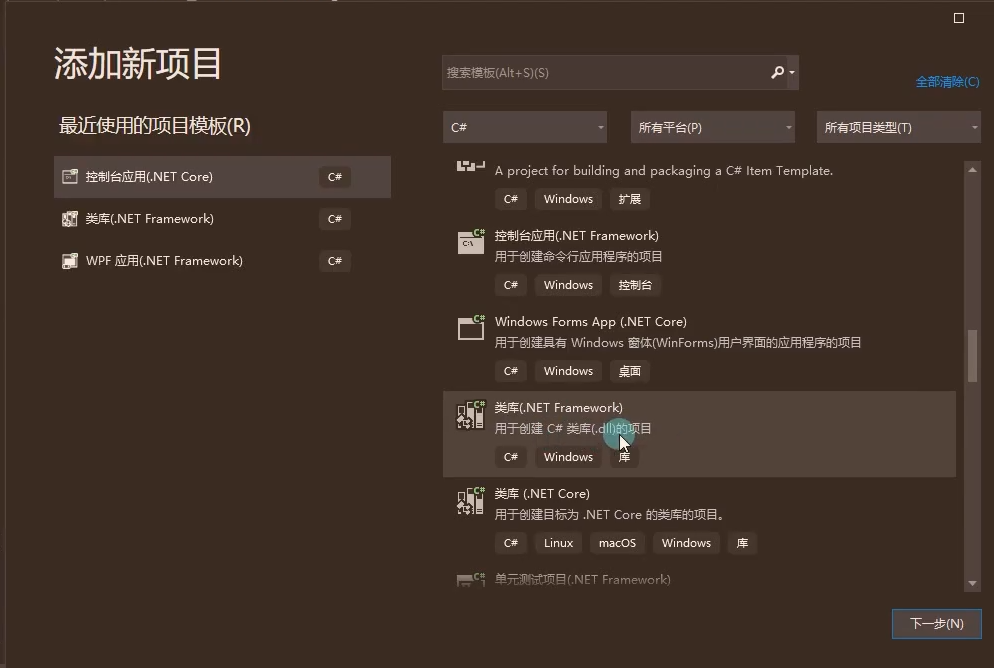 添加新项目
最近使用的项目模板(R)
控制台应用(.NET Core) C#
类库(.NET Framework) C#
WPF 应用(.NET Framework) C#
搜索模板(Alt+S)(S)
全部清除(C)
C# 所有平台(P) 所有项目类型(T)
A project for building and packaging a C# Item Template.
C# Windows 扩展
控制台应用(.NET Framework)
用于创建命令行应用程序的项目
C# Windows 控制台
Windows Forms App (.NET Core)
用于创建具有 Windows 窗体(WinForms)用户界面的应用程序的项目
C# Windows 桌面
类库(.NET Framework)
用于创建 C# 类库(.dll)的项目
C# Windows 库
类库 (.NET Core)
用于创建目标为 .NET Core 的类库的项目。
C# Linux macOS Windows 库
单元测试项目(.NET Framework)
下一步(N)